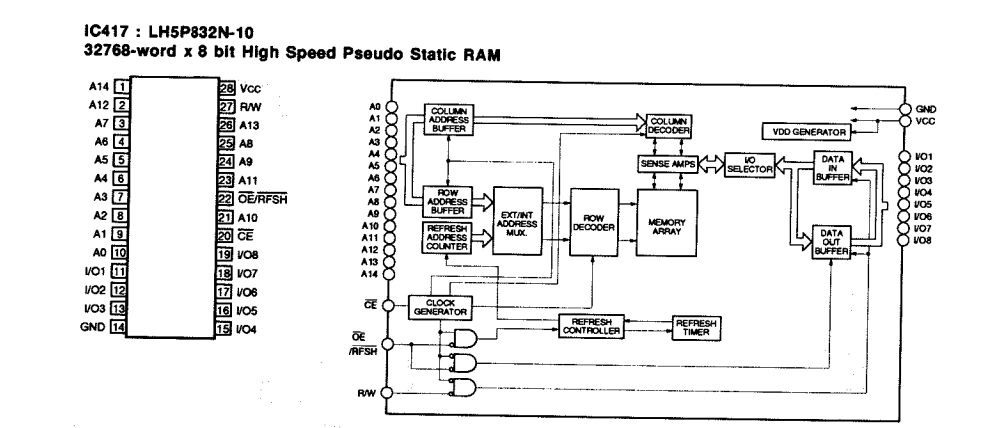 IC417 : LH5P832N-10
32768-word x 8 bit High Speed Pseudo Static RAM
A14 1
A12 2
A7 3
A6 4
A5 5
A4 6
A3 7
A2 8
A1 9
A0 10
I/O1 11
I/O2 12
I/O3 13
GND 14
28 VCC
27 R/W
26 A13
25 A8
24 A9
23 A11
22 OE/RFSH
21 A10
20 CE
19 I/O8
18 I/O7
17 I/O6
16 I/O5
15 I/O4
A0
A1
A2
A3
A4
A5
A6
A7
A8
A9
A10
A11
A12
A13
A14
CE
OE
/RFSH
R/W
COLUMN
ADDRESS
BUFFER
ROW
ADDRESS
BUFFER
REFRESH
ADDRESS
COUNTER
EXT/INT
ADDRESS
MUX.
ROW
DECODER
COLUMN
DECODER
SENSE AMPS
MEMORY
ARRAY
I/O
SELECTOR
VDD GENERATOR
DATA
IN
BUFFER
DATA
OUT
BUFFER
CLOCK
GENERATOR
REFRESH
CONTROLLER
REFRESH
TIMER
GND
VCC
I/O1
I/O2
I/O3
I/O4
I/O5
I/O6
I/O7
I/O8